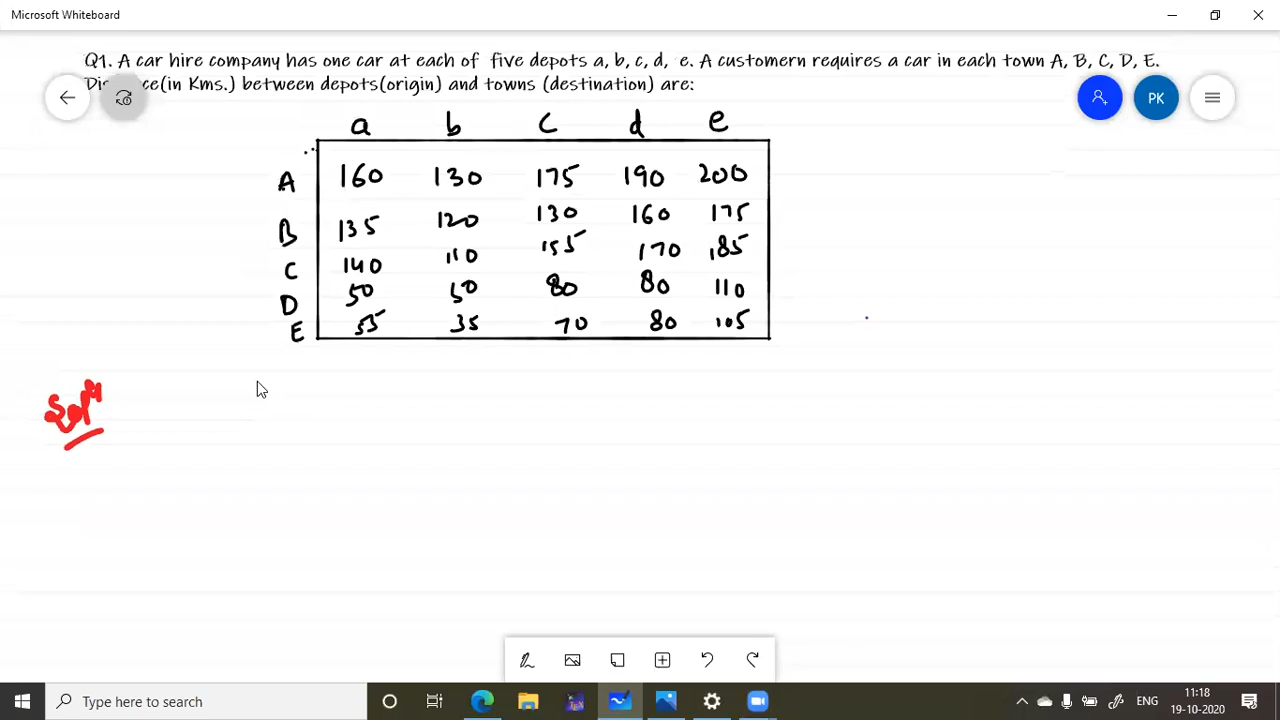 Microsoft Whiteboard
Q1. A car hire company has one car at each of five depots a, b, c, d, e. A customern requires a car in each town A, B, C, D, E.
(in Kms.) between depots(origin) and towns (destination) are:
PK
a b c d e
A 160 130 175 190 200
B 135 120 130 160 175
C 140 110 155 170 185
D 50 50 80 80 110
E 55 35 70 80 105
Type here to search
ENG
11:18
19-10-2020